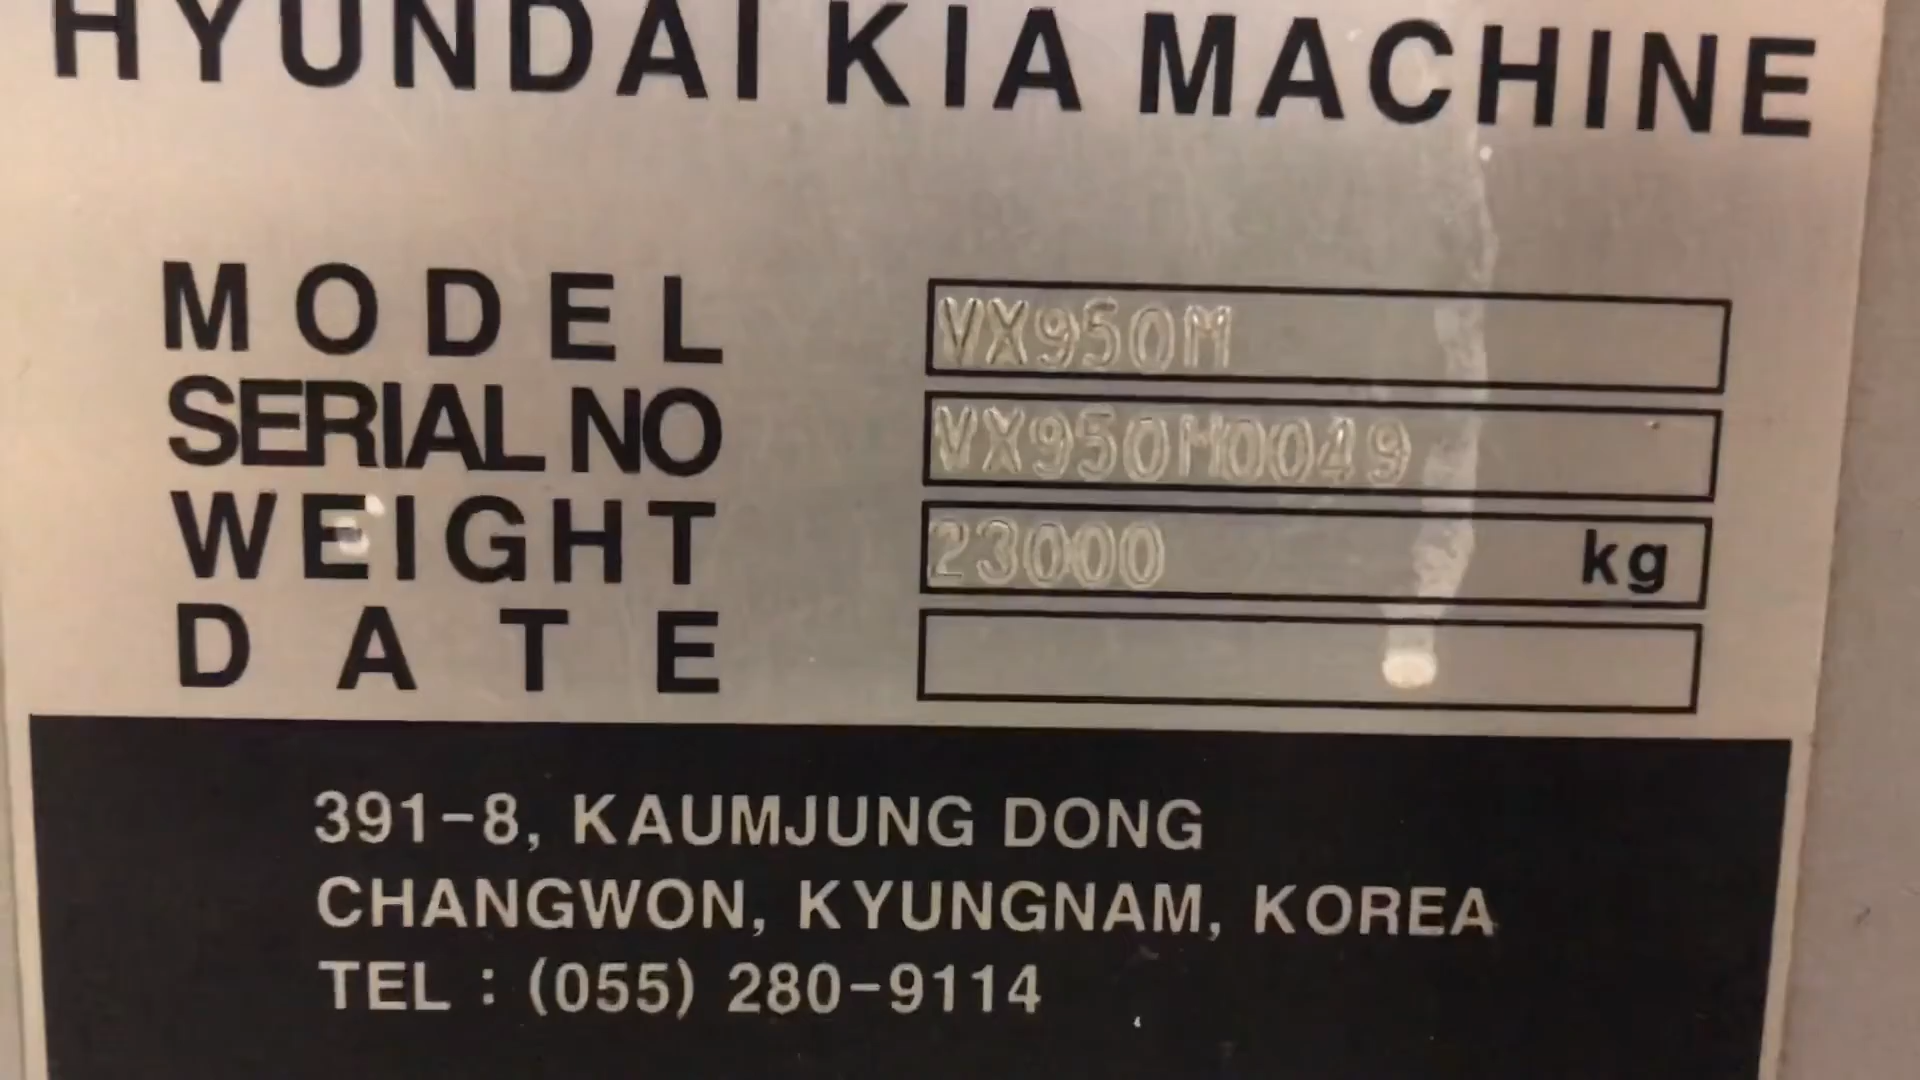 HYUNDAI KIA MACHINE
MODEL VX950M
SERIAL NO VX950M0049
WEIGHT 23000 kg
DATE
391-8, KAUMJUNG DONG
CHANGWON, KYUNGNAM, KOREA
TEL : (055) 280-9114